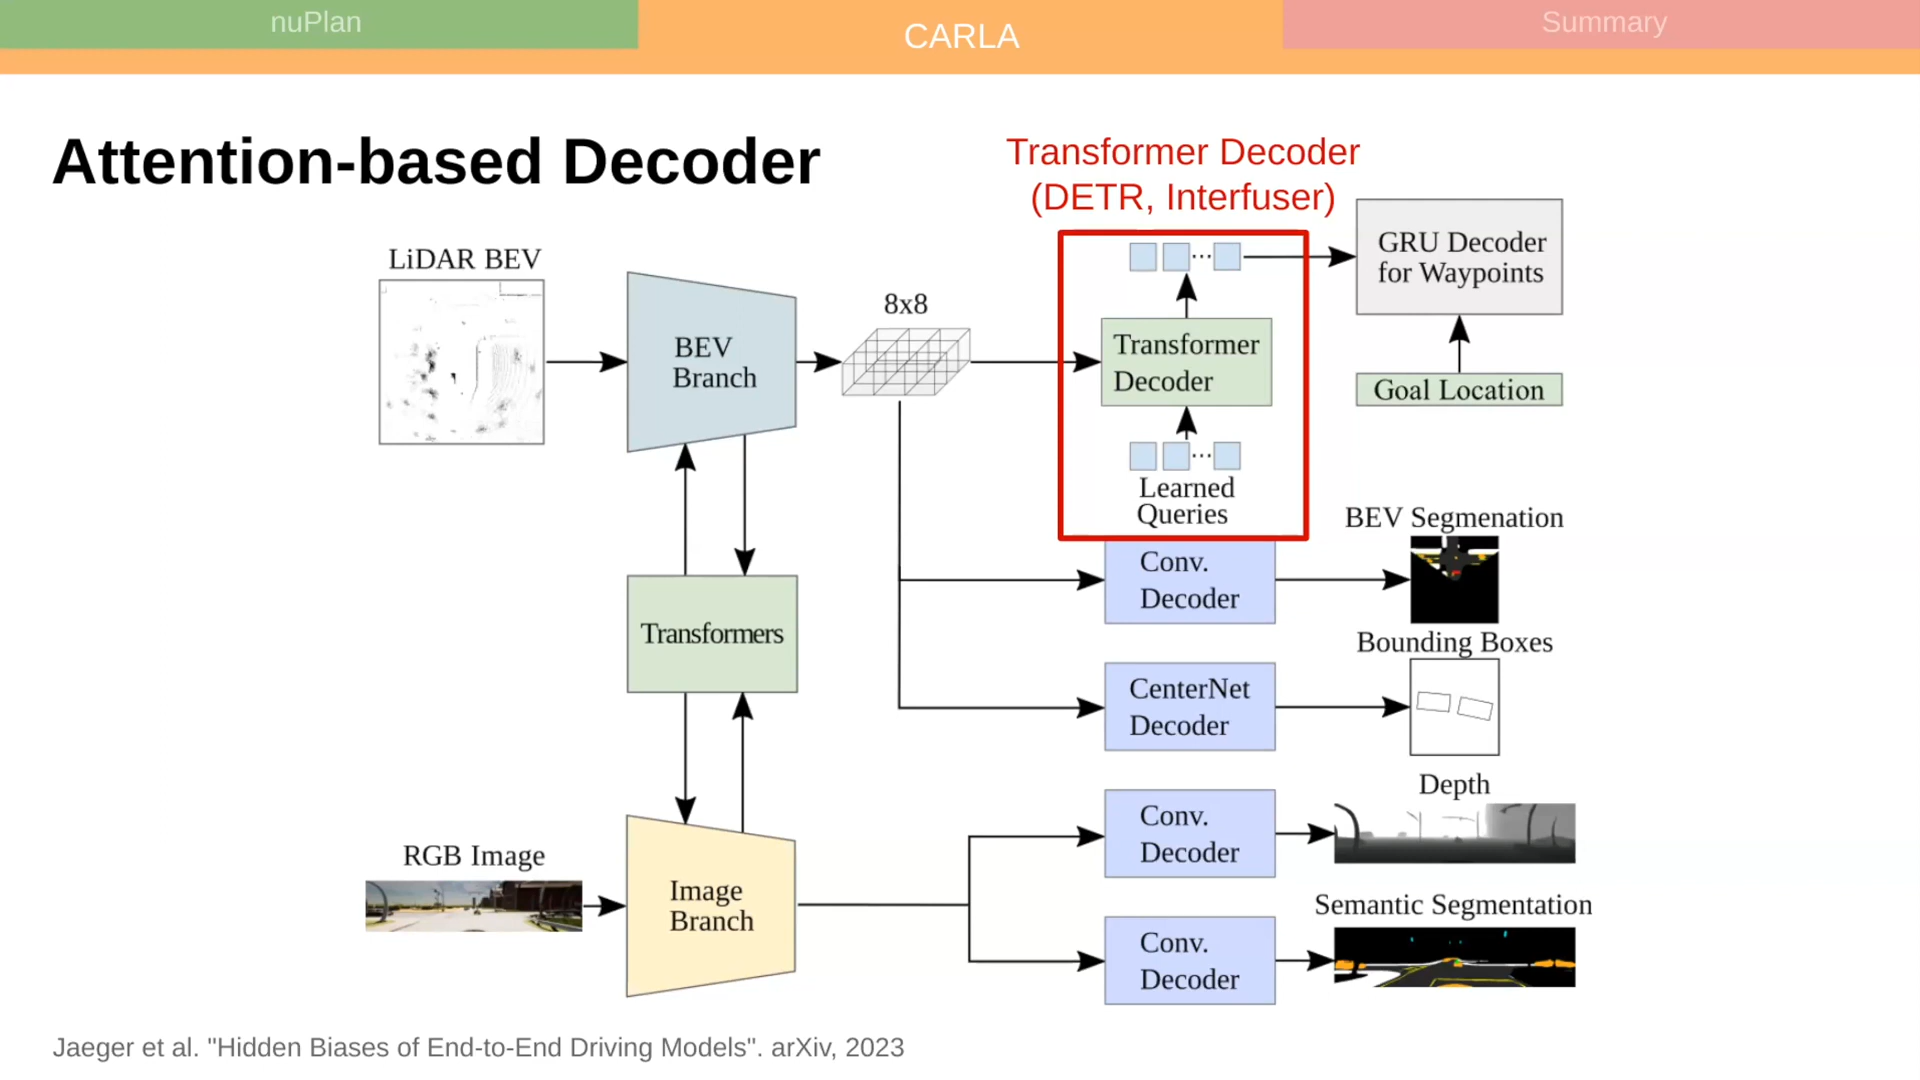 nuPlan
CARLA
Summary
Attention-based Decoder
Transformer Decoder
(DETR, Interfuser)
LiDAR BEV
BEV
Branch
8x8
Transformer
Decoder
Learned
Queries
GRU Decoder
for Waypoints
Goal Location
Conv.
Decoder
BEV Segmenation
Transformers
CenterNet
Decoder
Bounding Boxes
RGB Image
Image
Branch
Conv.
Decoder
Depth
Conv.
Decoder
Semantic Segmentation
Jaeger et al. "Hidden Biases of End-to-End Driving Models". arXiv, 2023